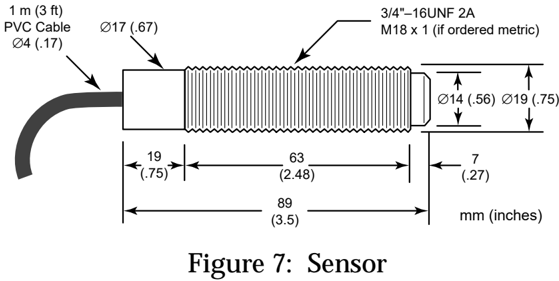 1 m (3 ft)
PVC Cable
Ø4 (.17)
Ø17 (.67)
3/4"–16UNF 2A
M18 x 1 (if ordered metric)
Ø14 (.56)
Ø19 (.75)
19
(.75)
63
(2.48)
7
(.27)
89
(3.5)
mm (inches)
Figure 7: Sensor